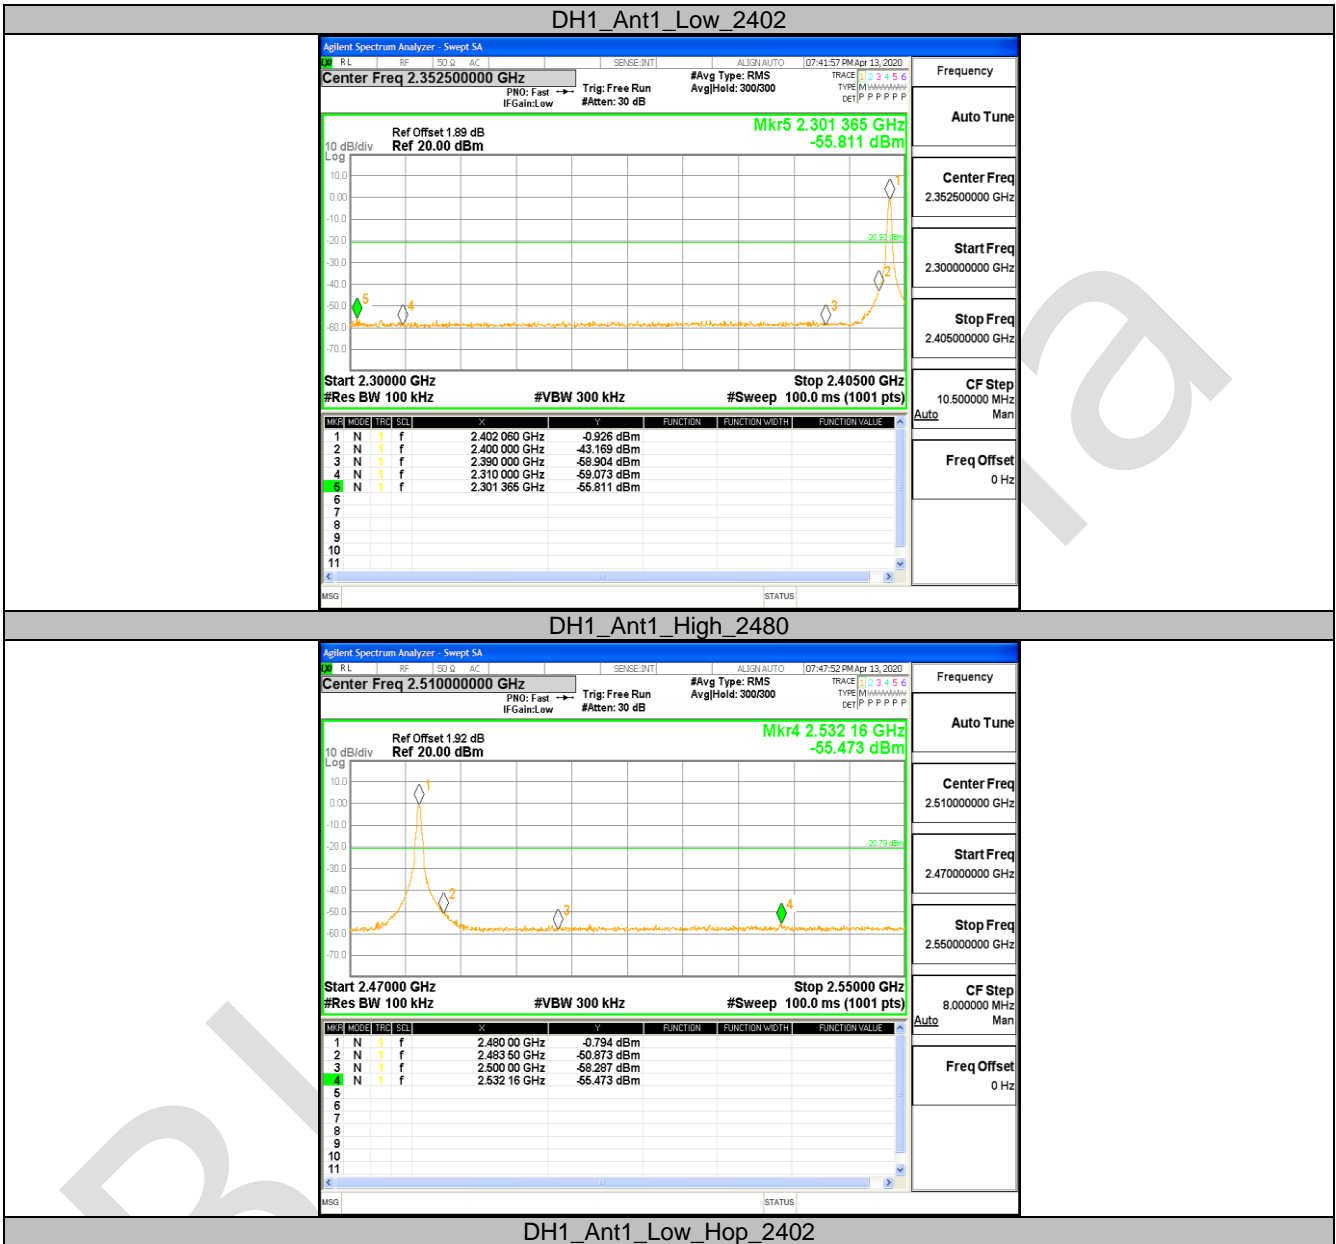 DH1_Ant1_Low_2402
Agilent Spectrum Analyzer - Swept SA
LXI RL RF 50 Ω AC SENSE:INT ALIGN AUTO 07:41:57 PM Apr 13, 2020
Center Freq 2.352500000 GHz
PNO: Fast
IFGain:Low
Trig: Free Run
#Atten: 30 dB
#Avg Type: RMS
Avg|Hold: 300/300
TRACE 1 2 3 4 5 6
TYPE M WWWWW
DET P P P P P P
Ref Offset 1.89 dB
10 dB/div Ref 20.00 dBm
Log
Mkr5 2.301 365 GHz
-55.811 dBm
10.0
0.00
-10.0
-20.0
-30.0
-40.0
-50.0
-60.0
-70.0
-20.93 dBm
1
2
3
4
5
Start 2.30000 GHz Stop 2.40500 GHz
#Res BW 100 kHz #VBW 300 kHz #Sweep 100.0 ms (1001 pts)
MKR MODE TRC SCL X Y FUNCTION FUNCTION WIDTH FUNCTION VALUE
1 N 1 f 2.402 060 GHz -0.926 dBm
2 N 1 f 2.400 000 GHz -43.169 dBm
3 N 1 f 2.390 000 GHz -58.904 dBm
4 N 1 f 2.310 000 GHz -59.073 dBm
5 N 1 f 2.301 365 GHz -55.811 dBm
6
7
8
9
10
11
MSG STATUS
Frequency
Auto Tune
Center Freq
2.352500000 GHz
Start Freq
2.300000000 GHz
Stop Freq
2.405000000 GHz
CF Step
10.500000 MHz
Auto Man
Freq Offset
0 Hz
DH1_Ant1_High_2480
Agilent Spectrum Analyzer - Swept SA
LXI RL RF 50 Ω AC SENSE:INT ALIGN AUTO 07:47:52 PM Apr 13, 2020
Center Freq 2.510000000 GHz
PNO: Fast
IFGain:Low
Trig: Free Run
#Atten: 30 dB
#Avg Type: RMS
Avg|Hold: 300/300
TRACE 1 2 3 4 5 6
TYPE M WWWWW
DET P P P P P P
Ref Offset 1.92 dB
10 dB/div Ref 20.00 dBm
Log
Mkr4 2.532 16 GHz
-55.473 dBm
10.0
0.00
-10.0
-20.0
-30.0
-40.0
-50.0
-60.0
-70.0
-20.79 dBm
1
2
3
4
Start 2.47000 GHz Stop 2.55000 GHz
#Res BW 100 kHz #VBW 300 kHz #Sweep 100.0 ms (1001 pts)
MKR MODE TRC SCL X Y FUNCTION FUNCTION WIDTH FUNCTION VALUE
1 N 1 f 2.480 00 GHz -0.794 dBm
2 N 1 f 2.483 50 GHz -50.873 dBm
3 N 1 f 2.500 00 GHz -58.287 dBm
4 N 1 f 2.532 16 GHz -55.473 dBm
5
6
7
8
9
10
11
MSG STATUS
Frequency
Auto Tune
Center Freq
2.510000000 GHz
Start Freq
2.470000000 GHz
Stop Freq
2.550000000 GHz
CF Step
8.000000 MHz
Auto Man
Freq Offset
0 Hz
DH1_Ant1_Low_Hop_2402